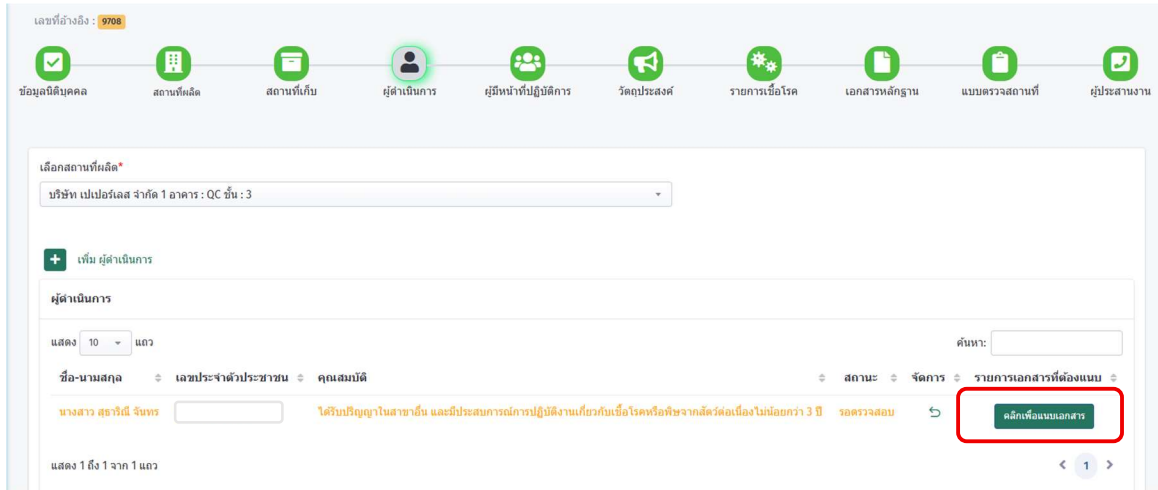 เลขที่อ้างอิง : 9708
ข้อมูลนิติบุคคล สถานที่ผลิต สถานที่เก็บ ผู้ดำเนินการ ผู้มีหน้าที่ปฏิบัติการ วัตถุประสงค์ รายการเชื้อโรค เอกสารหลักฐาน แบบตรวจสถานที่ ผู้ประสานงาน
เลือกสถานที่ผลิต*
บริษัท เปเปอร์เลส จำกัด 1 อาคาร : QC ชั้น : 3
เพิ่ม ผู้ดำเนินการ
ผู้ดำเนินการ
แสดง 10 แถว ค้นหา:
ชื่อ-นามสกุล เลขประจำตัวประชาชน คุณสมบัติ สถานะ จัดการ รายการเอกสารที่ต้องแนบ
นางสาว สุธาริณี จันทร ได้รับปริญญาในสาขาอื่น และมีประสบการณ์การปฏิบัติงานเกี่ยวกับเชื้อโรคหรือพิษจากสัตว์ต่อเนื่องไม่น้อยกว่า 3 ปี รอตรวจสอบ คลิกเพื่อแนบเอกสาร
แสดง 1 ถึง 1 จาก 1 แถว 1